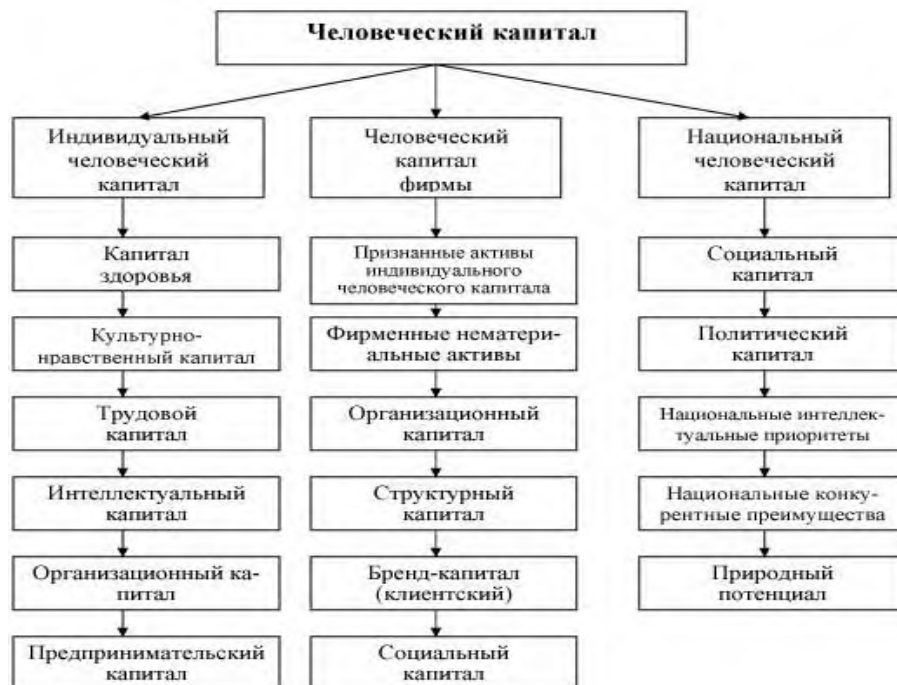 Человеческий капитал
Индивидуальный
человеческий
капитал
Капитал
здоровья
Культурно-
нравственный капитал
Трудовой
капитал
Интеллектуальный
капитал
Организационный ка-
питал
Предпринимательский
капитал
Человеческий
капитал
фирмы
Признанные активы
индивидуального
человеческого капитала
Фирменные нематери-
альные активы
Организационный
капитал
Структурный
капитал
Бренд-капитал
(клиентский)
Социальный
капитал
Национальный
человеческий
капитал
Социальный
капитал
Политический
капитал
Национальные интеллек-
туальные приоритеты
Национальные конку-
рентные преимущества
Природный
потенциал